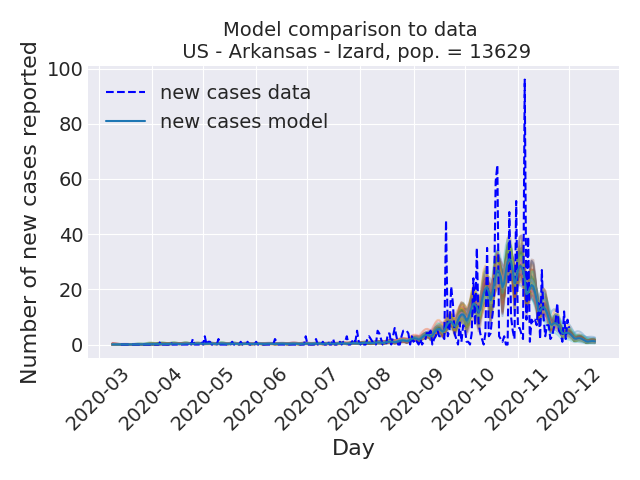 Model comparison to data
US - Arkansas - Izard, pop. = 13629
Number of new cases reported
100
80
60
40
20
0
new cases data
new cases model
2020-03
2020-04
2020-05
2020-06
2020-07
2020-08
2020-09
2020-10
2020-11
2020-12
Day